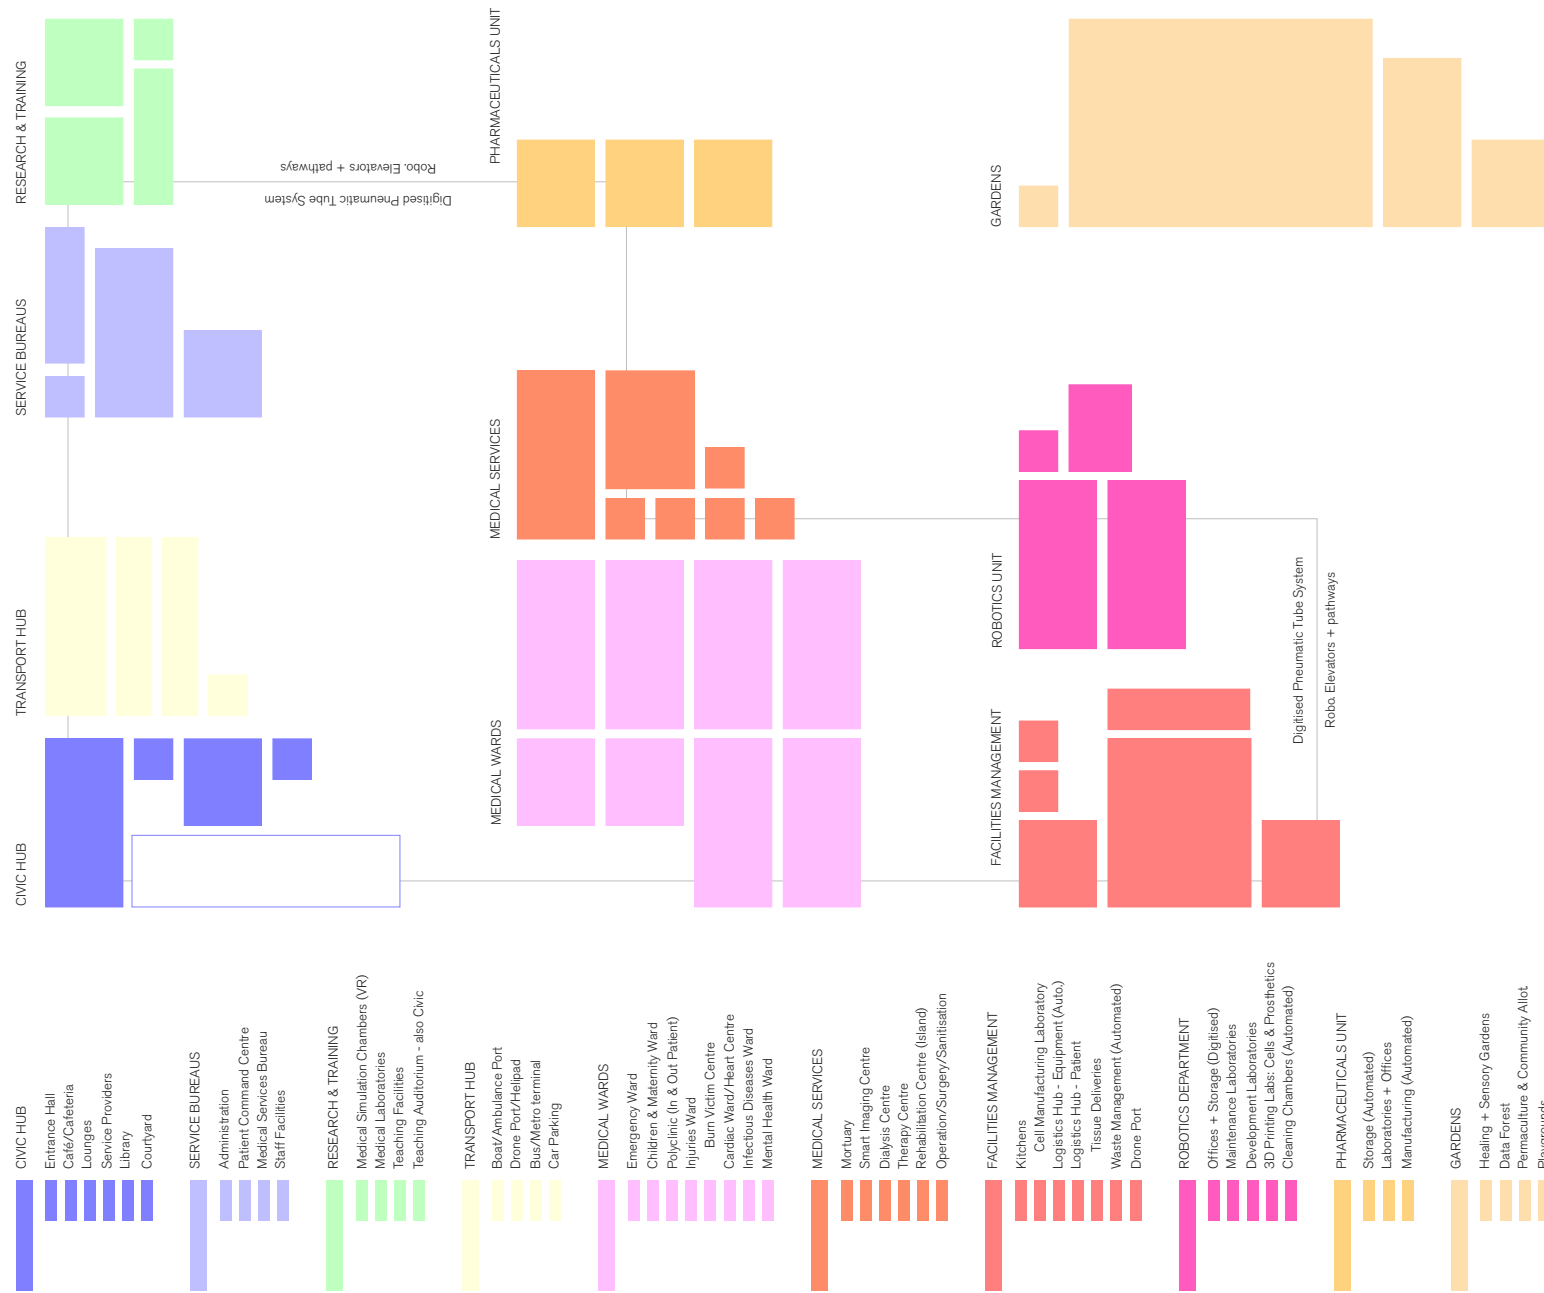 RESEARCH & TRAINING
PHARMACEUTICALS UNIT
Robo. Elevators + pathways
Digitised Pneumatic Tube System
GARDENS
SERVICE BUREAUS
MEDICAL SERVICES
ROBOTICS UNIT
TRANSPORT HUB
Digitised Pneumatic Tube System
Robo. Elevators + pathways
MEDICAL WARDS
FACILITIES MANAGEMENT
CIVIC HUB
CIVIC HUB
Entrance Hall
Café/Cafeteria
Lounges
Service Providers
Library
Courtyard
SERVICE BUREAUS
Administration
Patient Command Centre
Medical Services Bureau
Staff Facilities
RESEARCH & TRAINING
Medical Simulation Chambers (VR)
Medical Laboratories
Teaching Facilities
Teaching Auditorium - also Civic
TRANSPORT HUB
Boat/ Ambulance Port
Drone Port/Helipad
Bus/Metro terminal
Car Parking
MEDICAL WARDS
Emergency Ward
Children & Maternity Ward
Polyclinic (In & Out Patient)
Injuries Ward
Burn Victim Centre
Cardiac Ward/Heart Centre
Infectious Diseases Ward
Mental Health Ward
MEDICAL SERVICES
Mortuary
Smart Imaging Centre
Dialysis Centre
Therapy Centre
Rehabilitation Centre (Island)
Operation/Surgery/Sanitisation
FACILITIES MANAGEMENT
Kitchens
Cell Manufacturing Laboratory
Logistics Hub - Equipment (Auto.)
Logistics Hub - Patient
Tissue Deliveries
Waste Management (Automated)
Drone Port
ROBOTICS DEPARTMENT
Offices + Storage (Digitised)
Maintenance Laboratories
Development Laboratories
3D Printing Labs: Cells & Prosthetics
Cleaning Chambers (Automated)
PHARMACEUTICALS UNIT
Storage (Automated)
Laboratories + Offices
Manufacturing (Automated)
GARDENS
Healing + Sensory Gardens
Data Forest
Permaculture & Community Allot.